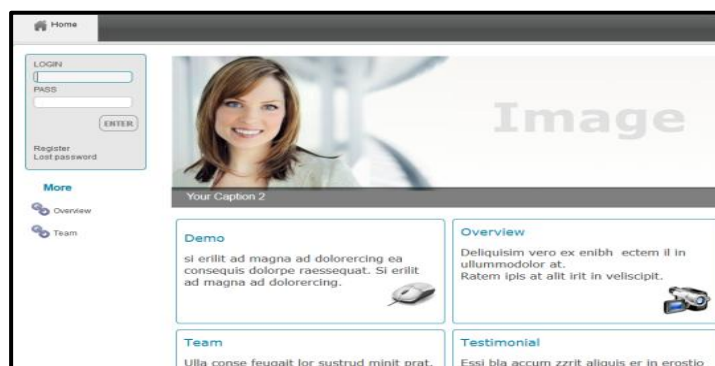 Home
LOGIN
PASS
ENTER
Register
Lost password
More
Overview
Team
Image
Your Caption 2
Demo
si erilit ad magna ad dolorercing ea
consequis dolorpe raessequat. Si erilit
ad magna ad dolorercing.
Overview
Deliquisim vero ex enibh ectem il in
ullummodolor at.
Ratem ipis at alit irit in veliscipit.
Team
Ulla conse feugait lor sustrud minit prat.
Testimonial
Essi bla accum zzrit aliquis er in erostio